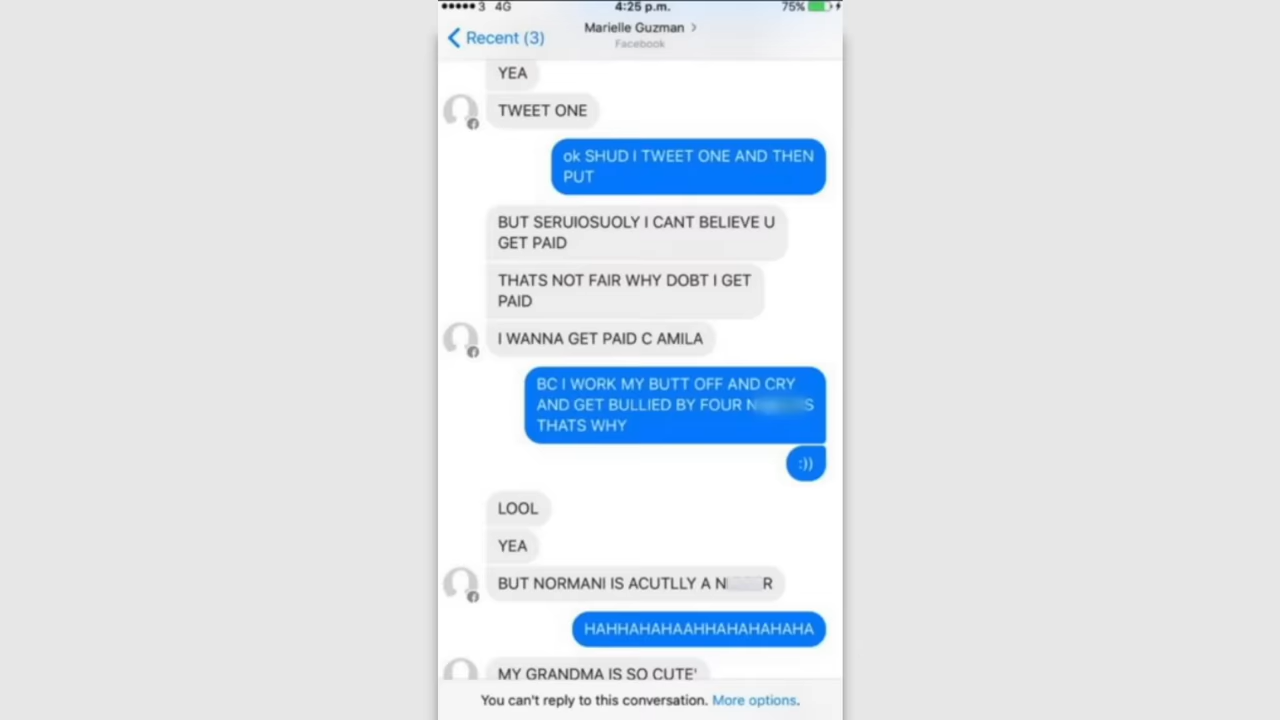 3 4G 4:25 p.m. 75%
Recent (3)
Marielle Guzman
Facebook
YEA
TWEET ONE
ok SHUD I TWEET ONE AND THEN
PUT
BUT SERUIOSUOLY I CANT BELIEVE U
GET PAID
THATS NOT FAIR WHY DOBT I GET
PAID
I WANNA GET PAID C AMILA
BC I WORK MY BUTT OFF AND CRY
AND GET BULLIED BY FOUR
THATS WHY
:))
LOOL
YEA
BUT NORMANI IS ACUTLLY A
HAHHAHAHAAHHAHAHAHAHA
MY GRANDMA IS SO CUTE'
You can't reply to this conversation. More options.